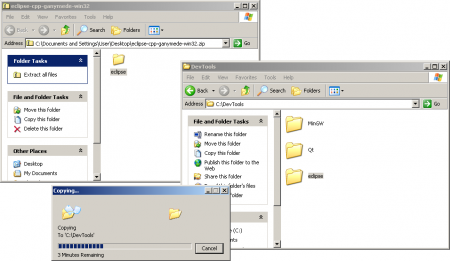 eclipse-cpp-ganymede-win32
File Edit View Favorites Tools Help
Back Search Folders
Address C:\Documents and Settings\User\Desktop\eclipse-cpp-ganymede-win32.zip Go
Folder Tasks
Extract all files
File and Folder Tasks
Move this folder
Copy this folder
Delete this folder
Other Places
Desktop
My Documents
eclipse
DevTools
File Edit View Favorites Tools Help
Back Search Folders
Address C:\DevTools Go
File and Folder Tasks
Rename this folder
Move this folder
Copy this folder
Publish this folder to the
Web
Share this folder
folder's files
folder
(C:)
MinGW
Qt
eclipse
Copying...
Copying
To 'C:\DevTools'
3 Minutes Remaining
Cancel